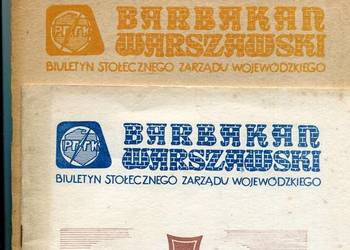 PTTK
BARBAKAN
WARSZAWSKI
BIULETYN STOŁECZNEGO ZARZĄDU WOJEWÓDZKIEGO
PTTK
BARBAKAN
WARSZAWSKI
BIULETYN STOŁECZNEGO ZARZĄDU WOJEWÓDZKIEGO